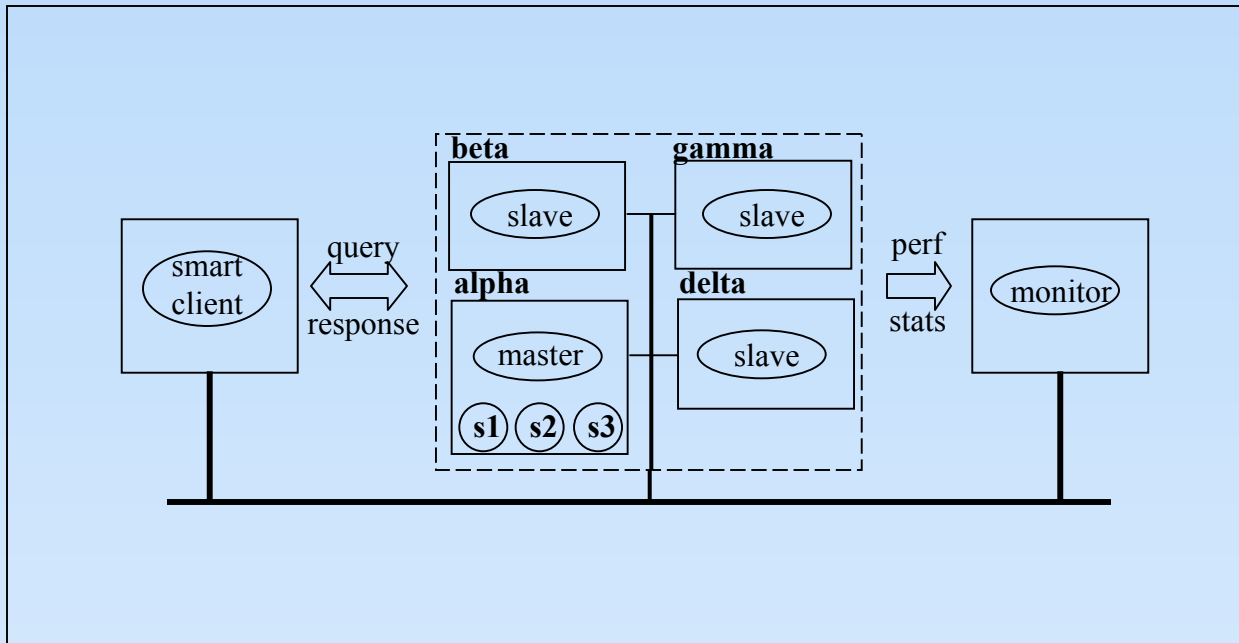 beta
gamma
slave
slave
smart
client
query
response
alpha
delta
master
slave
s1 s2 s3
perf
stats
monitor